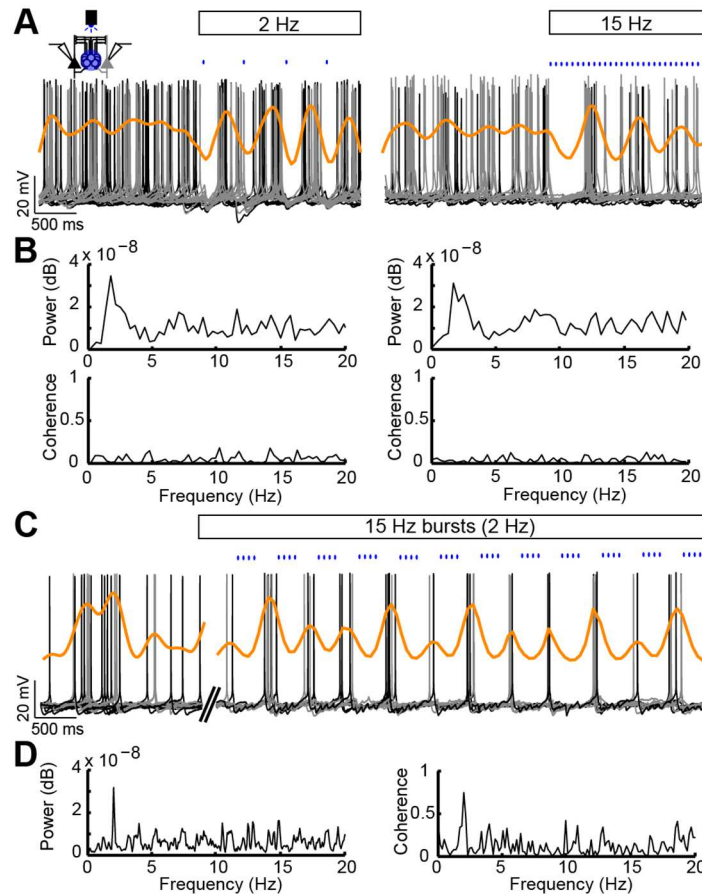 A
2 Hz
15 Hz
20 mV
500 ms
B
4 x 10⁻⁸
4 x 10⁻⁸
Power (dB)
2
0
0 5 10 15 20
Power (dB)
2
0
0 5 10 15 20
Coherence
1
0.5
0
0 5 10 15 20
Frequency (Hz)
Coherence
1
0.5
0
0 5 10 15 20
Frequency (Hz)
C
15 Hz bursts (2 Hz)
20 mV
500 ms
D
4 x 10⁻⁸
Power (dB)
2
0
0 5 10 15 20
Frequency (Hz)
Coherence
1
0.5
0
0 5 10 15 20
Frequency (Hz)